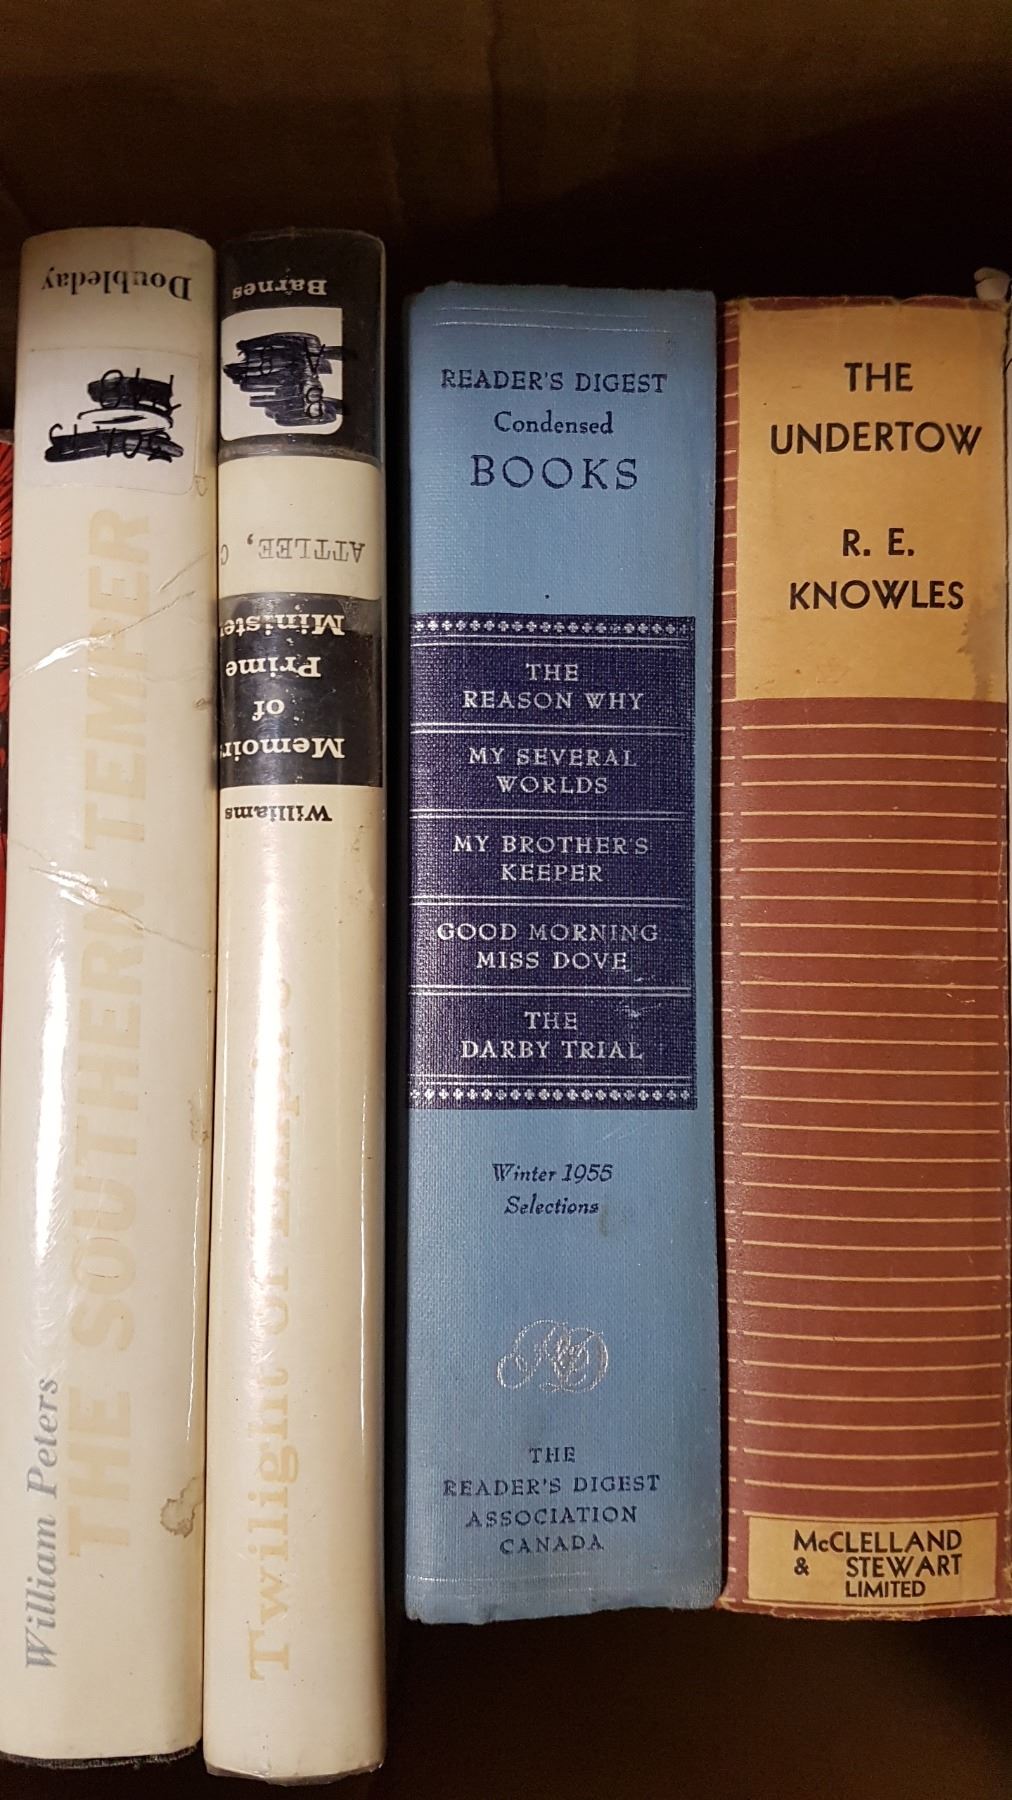 Doubleday
THE SOUTHERN TEMPER
William Peters
Barnes
ATTLEE, C
Williams
Memoirs
of
Prime
Minister
Twilight of Empire
READER'S DIGEST
Condensed
BOOKS
THE
REASON WHY
MY SEVERAL
WORLDS
MY BROTHER'S
KEEPER
GOOD MORNING
MISS DOVE
THE
DARBY TRIAL
Winter 1955
Selections
RD
THE
READER'S DIGEST
ASSOCIATION
CANADA
THE
UNDERTOW
R. E.
KNOWLES
McCLELLAND
& STEWART
LIMITED